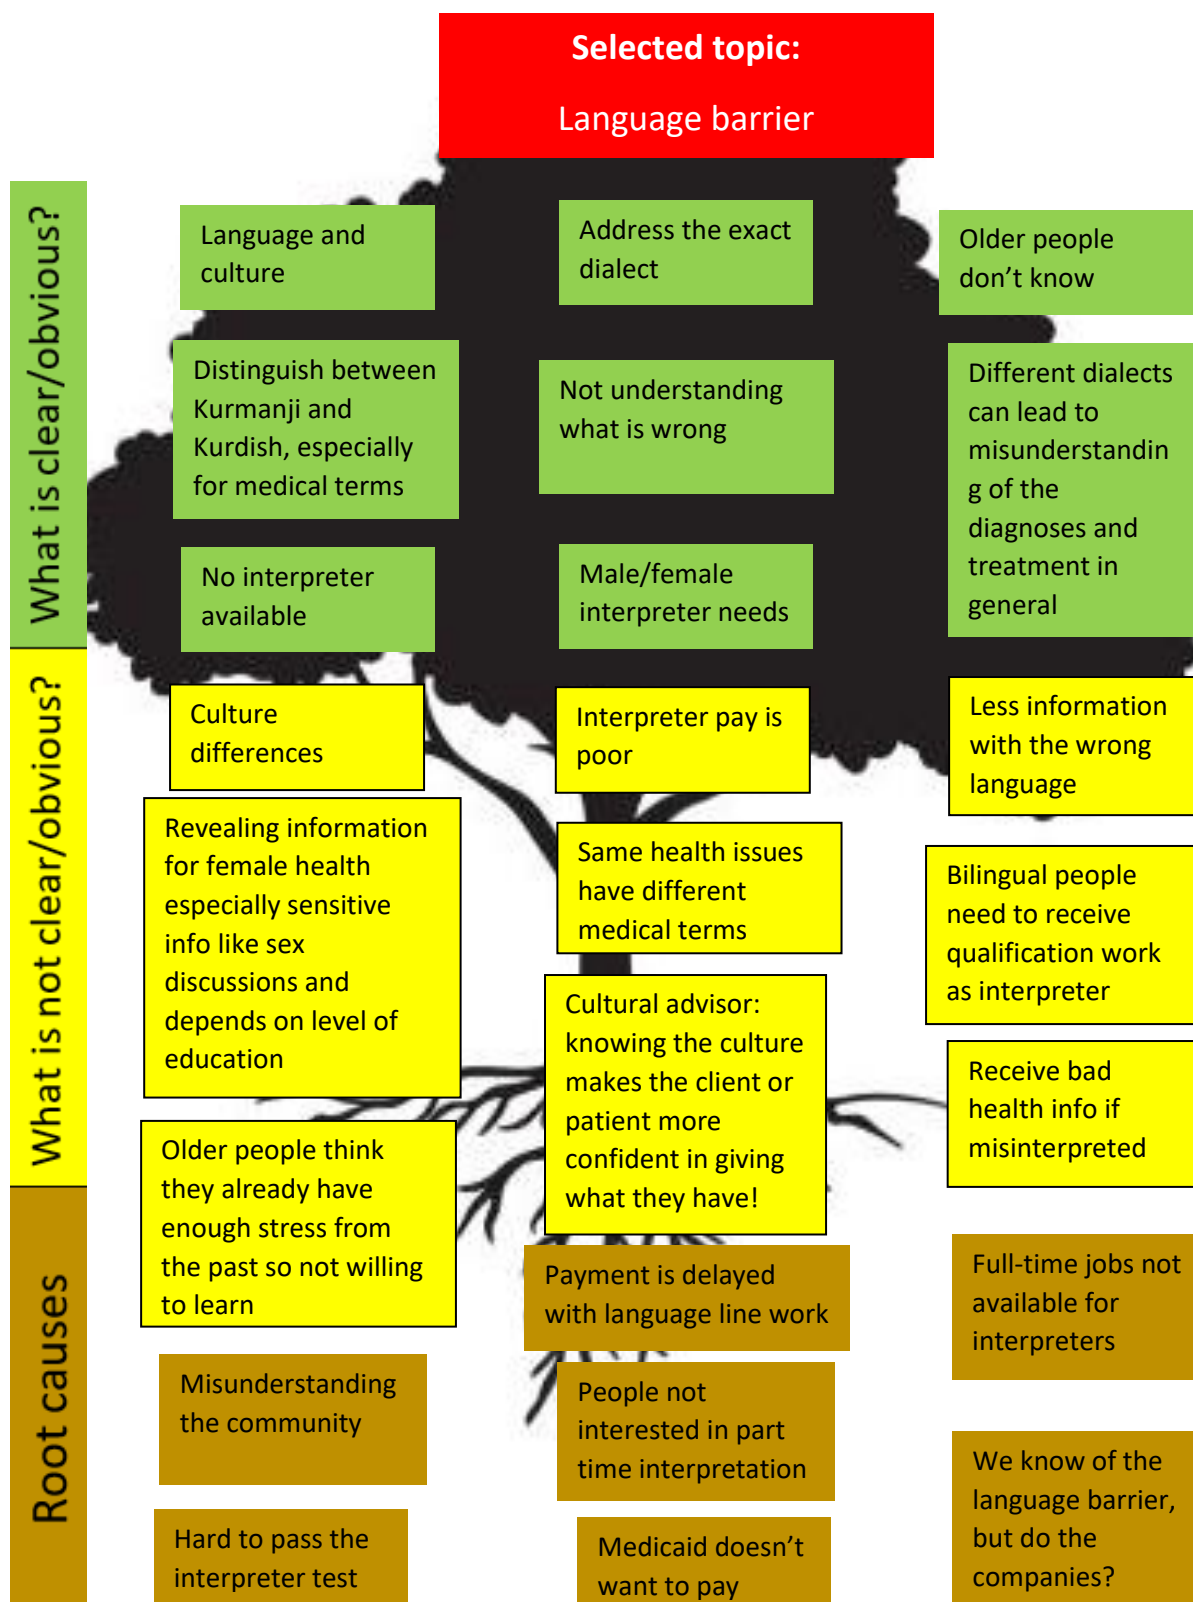 Selected topic:
Language barrier
What is clear/obvious?
Language and
culture
Address the exact
dialect
Older people
don’t know
Distinguish between
Kurmanji and
Kurdish, especially
for medical terms
Not understanding
what is wrong
Different dialects
can lead to
misunderstandin
g of the
diagnoses and
treatment in
general
No interpreter
available
Male/female
interpreter needs
What is not clear/obvious?
Culture
differences
Interpreter pay is
poor
Less information
with the wrong
language
Revealing information
for female health
especially sensitive
info like sex
discussions and
depends on level of
education
Same health issues
have different
medical terms
Bilingual people
need to receive
qualification work
as interpreter
Cultural advisor:
knowing the culture
makes the client or
patient more
confident in giving
what they have!
Receive bad
health info if
misinterpreted
Older people think
they already have
enough stress from
the past so not willing
to learn
Root causes
Payment is delayed
with language line work
Full-time jobs not
available for
interpreters
Misunderstanding
the community
People not
interested in part
time interpretation
We know of the
language barrier,
but do the
companies?
Hard to pass the
interpreter test
Medicaid doesn’t
want to pay